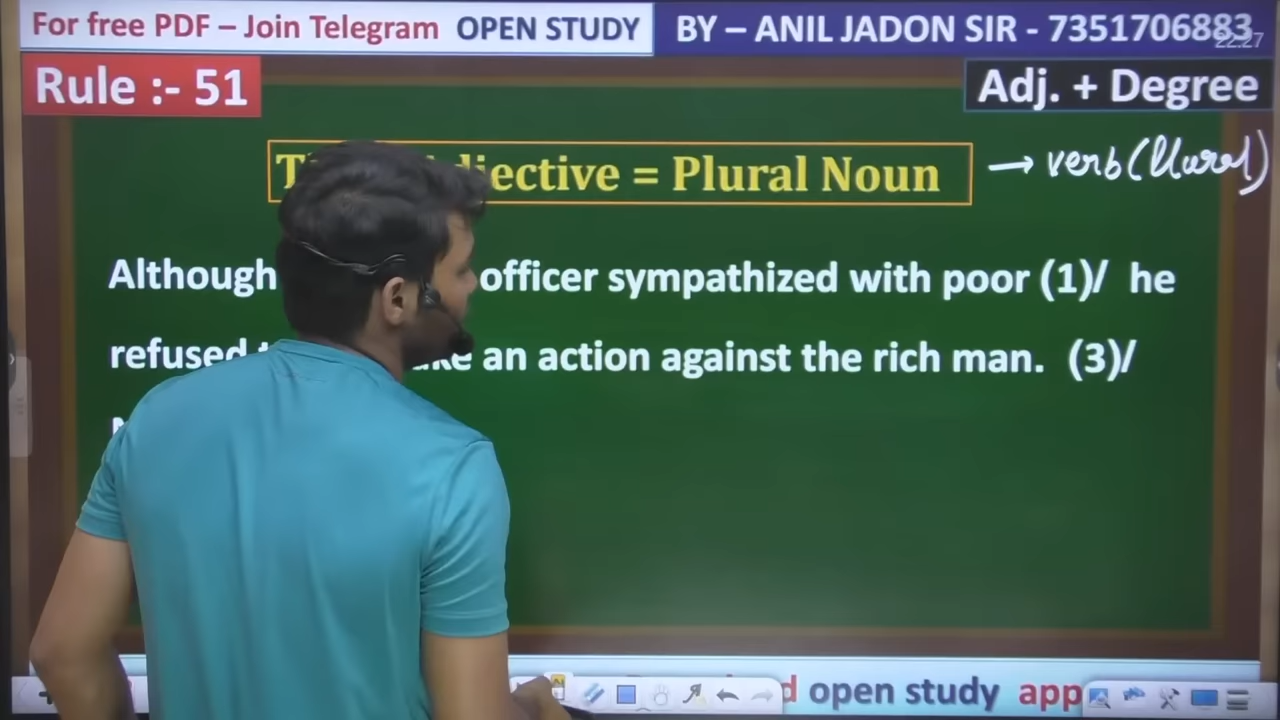 For free PDF – Join Telegram OPEN STUDY BY – ANIL JADON SIR - 7351706883
22:27
Rule :- 51 Adj. + Degree
= Plural Noun → verb (Plural)
Although officer sympathized with poor (1)/ he
refused an action against the rich man. (3)/
open study app